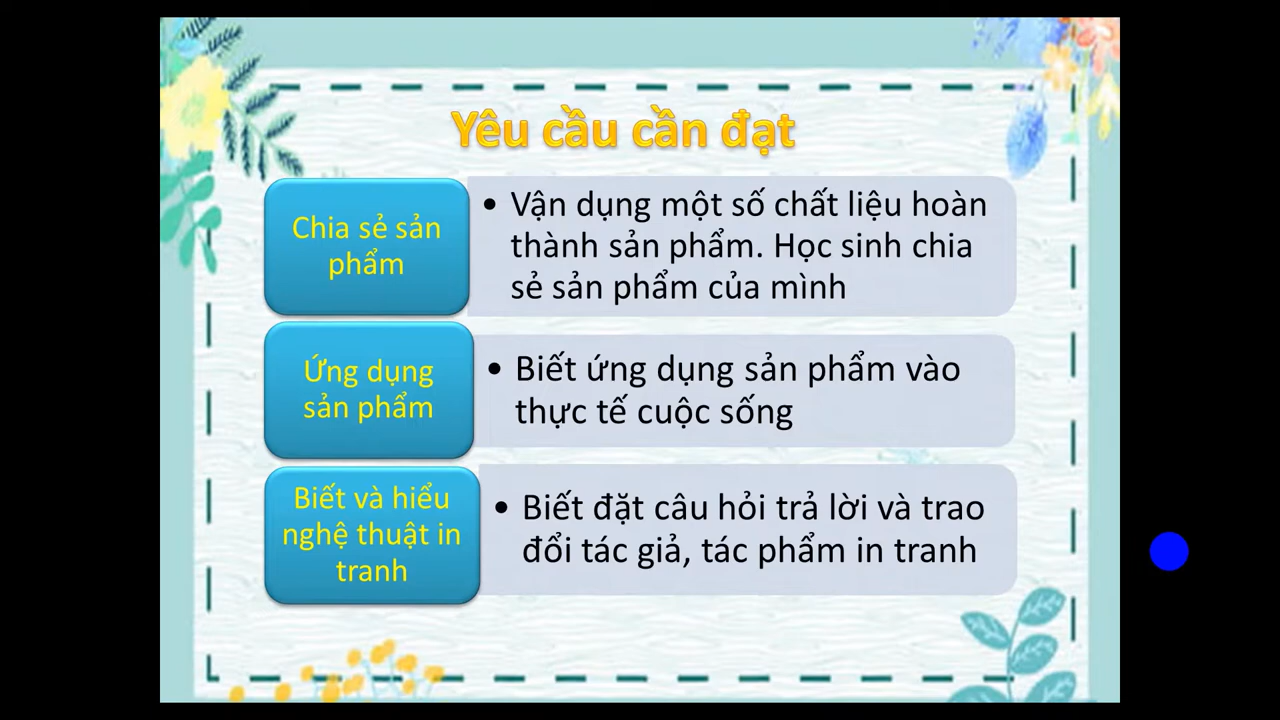 Yêu cầu cần đạt
Chia sẻ sản
phẩm
• Vận dụng một số chất liệu hoàn
thành sản phẩm. Học sinh chia
sẻ sản phẩm của mình
Ứng dụng
sản phẩm
• Biết ứng dụng sản phẩm vào
thực tế cuộc sống
Biết và hiểu
nghệ thuật in
tranh
• Biết đặt câu hỏi trả lời và trao
đổi tác giả, tác phẩm in tranh